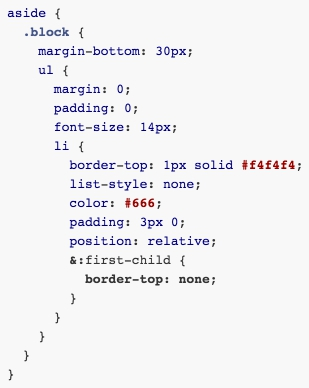 aside {
  .block {
    margin-bottom: 30px;
    ul {
      margin: 0;
      padding: 0;
      font-size: 14px;
      li {
        border-top: 1px solid #f4f4f4;
        list-style: none;
        color: #666;
        padding: 3px 0;
        position: relative;
        &:first-child {
          border-top: none;
        }
      }
    }
  }
}